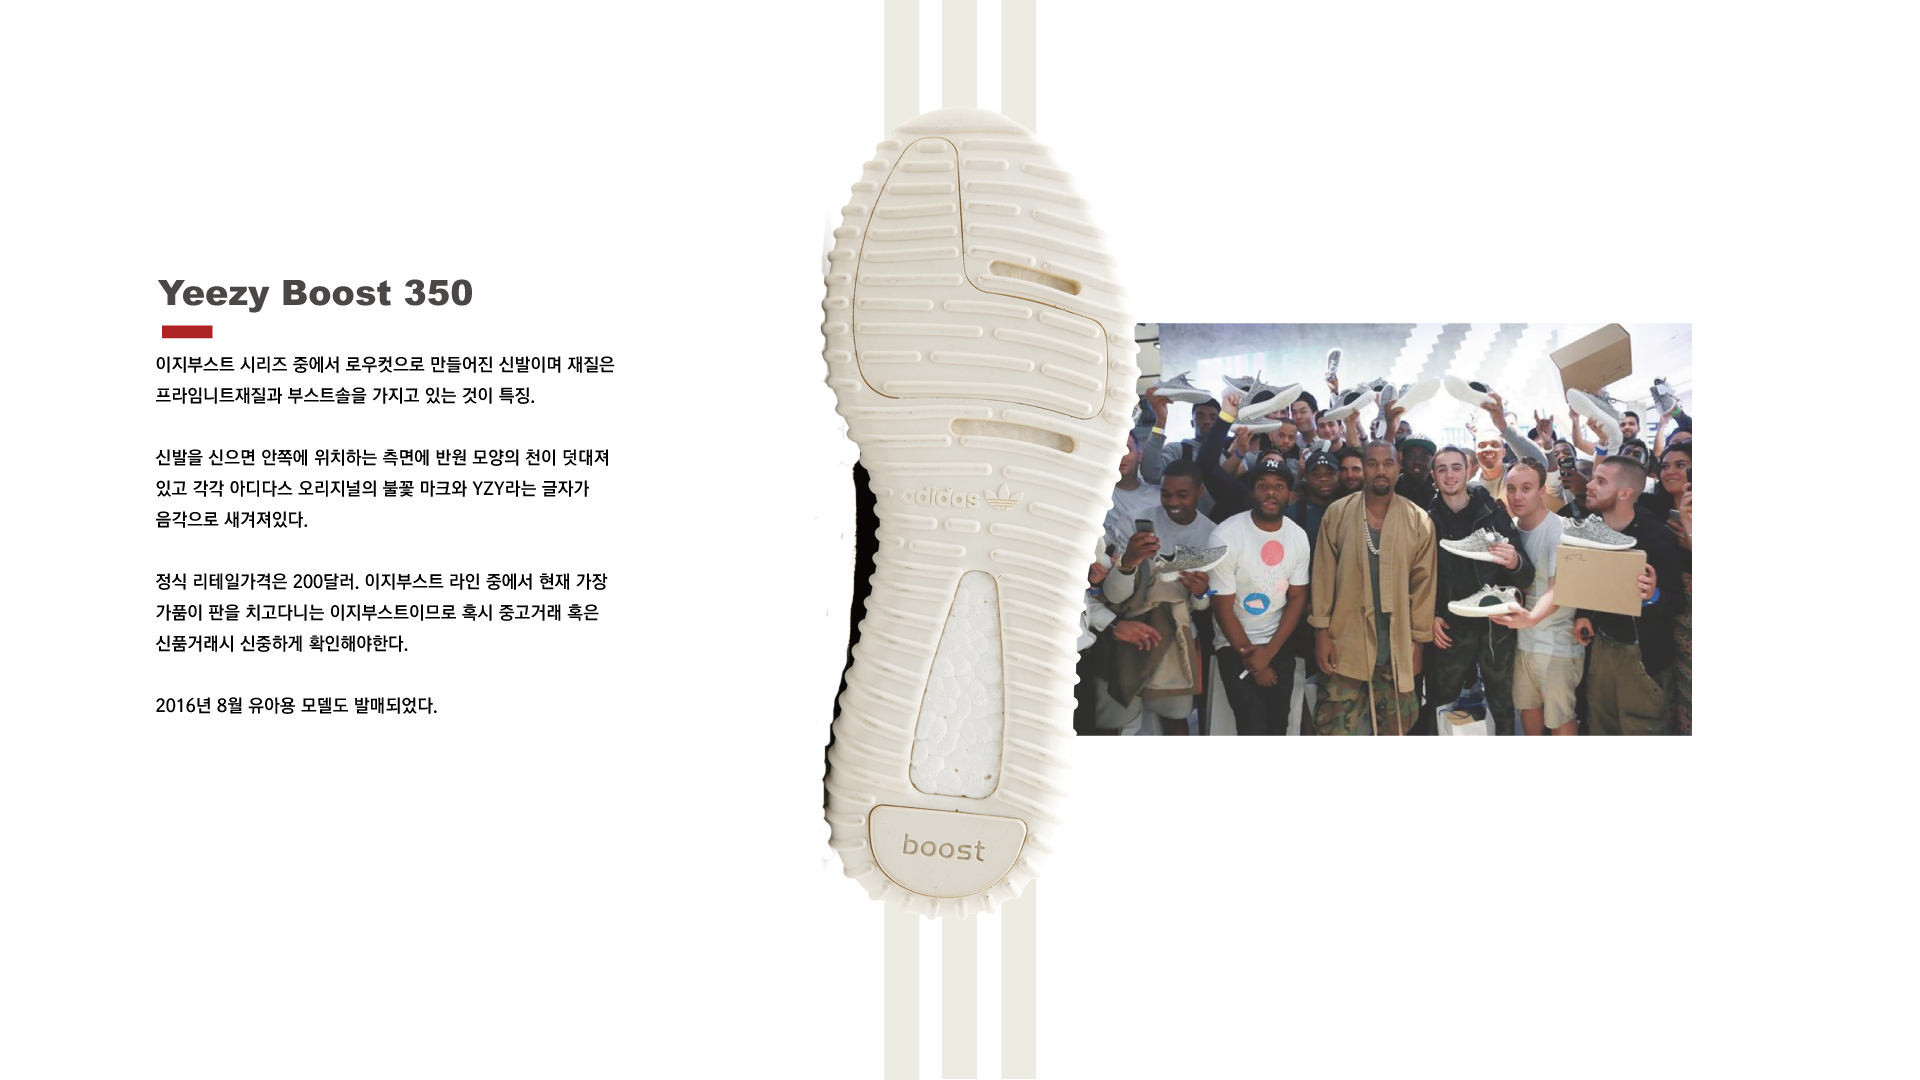 Yeezy Boost 350
이지부스트 시리즈 중에서 로우컷으로 만들어진 신발이며 재질은
프라임니트재질과 부스트솔을 가지고 있는 것이 특징.
신발을 신으면 안쪽에 위치하는 측면에 반원 모양의 천이 덧대져
있고 각각 아디다스 오리지널의 불꽃 마크와 YZY라는 글자가
음각으로 새겨져있다.
정식 리테일가격은 200달러. 이지부스트 라인 중에서 현재 가장
가품이 판을 치고다니는 이지부스트이므로 혹시 중고거래 혹은
신품거래시 신중하게 확인해야한다.
2016년 8월 유아용 모델도 발매되었다.
adidas
boost